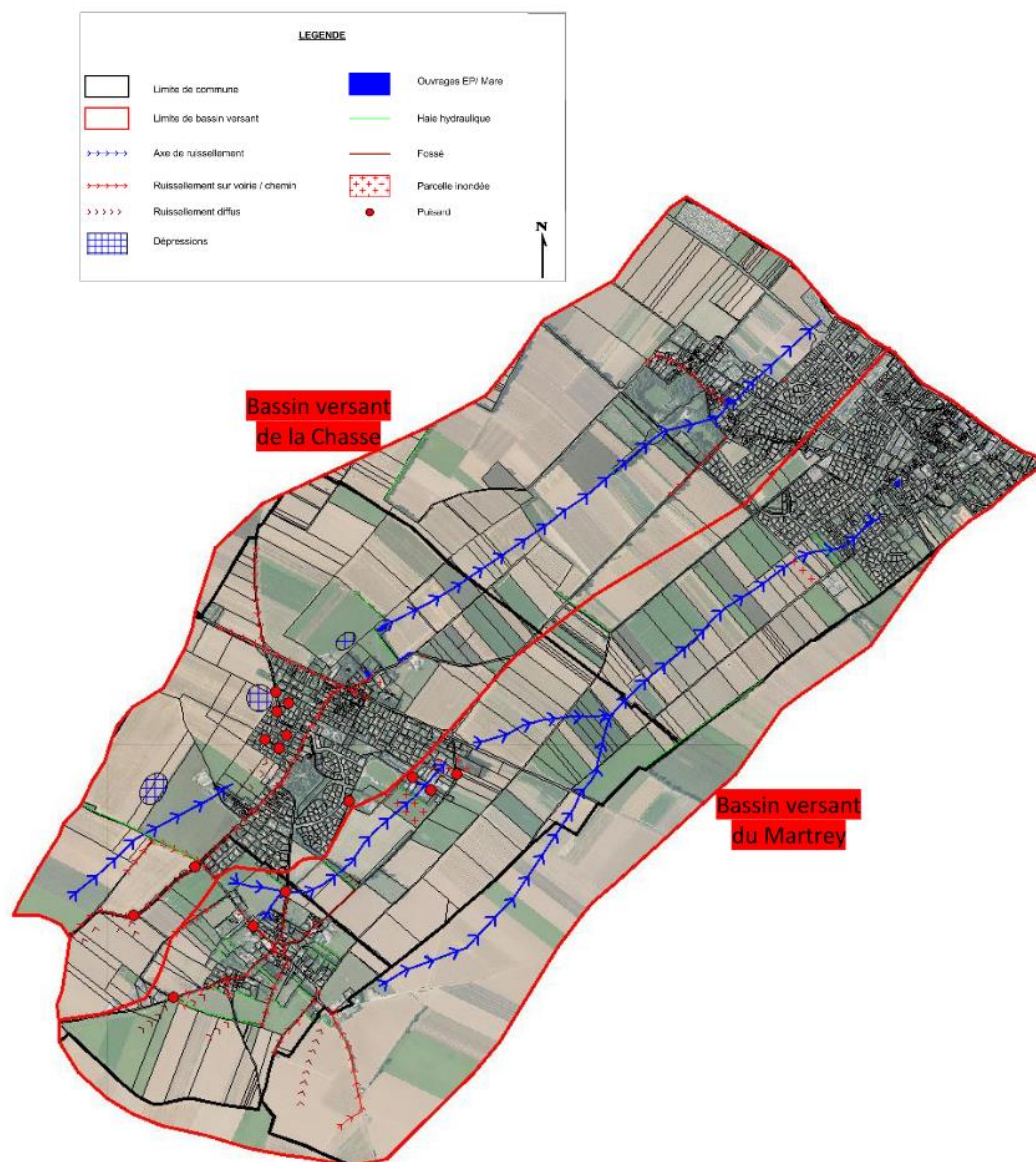 LEGENDE
Limite de commune
Limite de bassin versant
Axe de ruissellement
Ruissellement sur voirie / chemin
Ruissellement diffus
Dépressions
Ouvrages EP/ Mare
Haie hydraulique
Fossé
Parcelle inondée
Puisard
N
Bassin versant
de la Chasse
Bassin versant
du Martrey